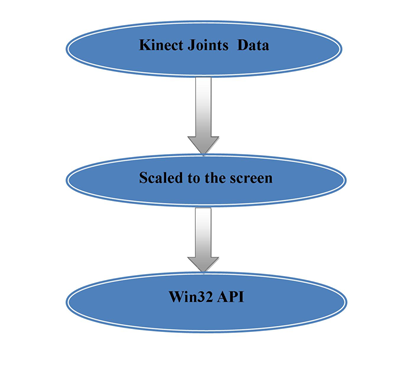 Kinect Joints Data
Scaled to the screen
Win32 API